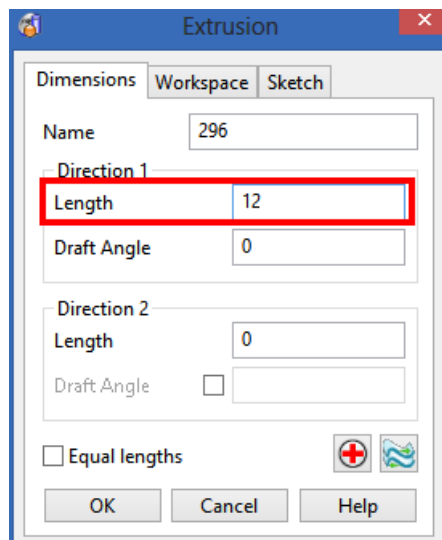 Extrusion
Dimensions Workspace Sketch
Name 296
Direction 1
Length 12
Draft Angle 0
Direction 2
Length 0
Draft Angle
Equal lengths
OK Cancel Help